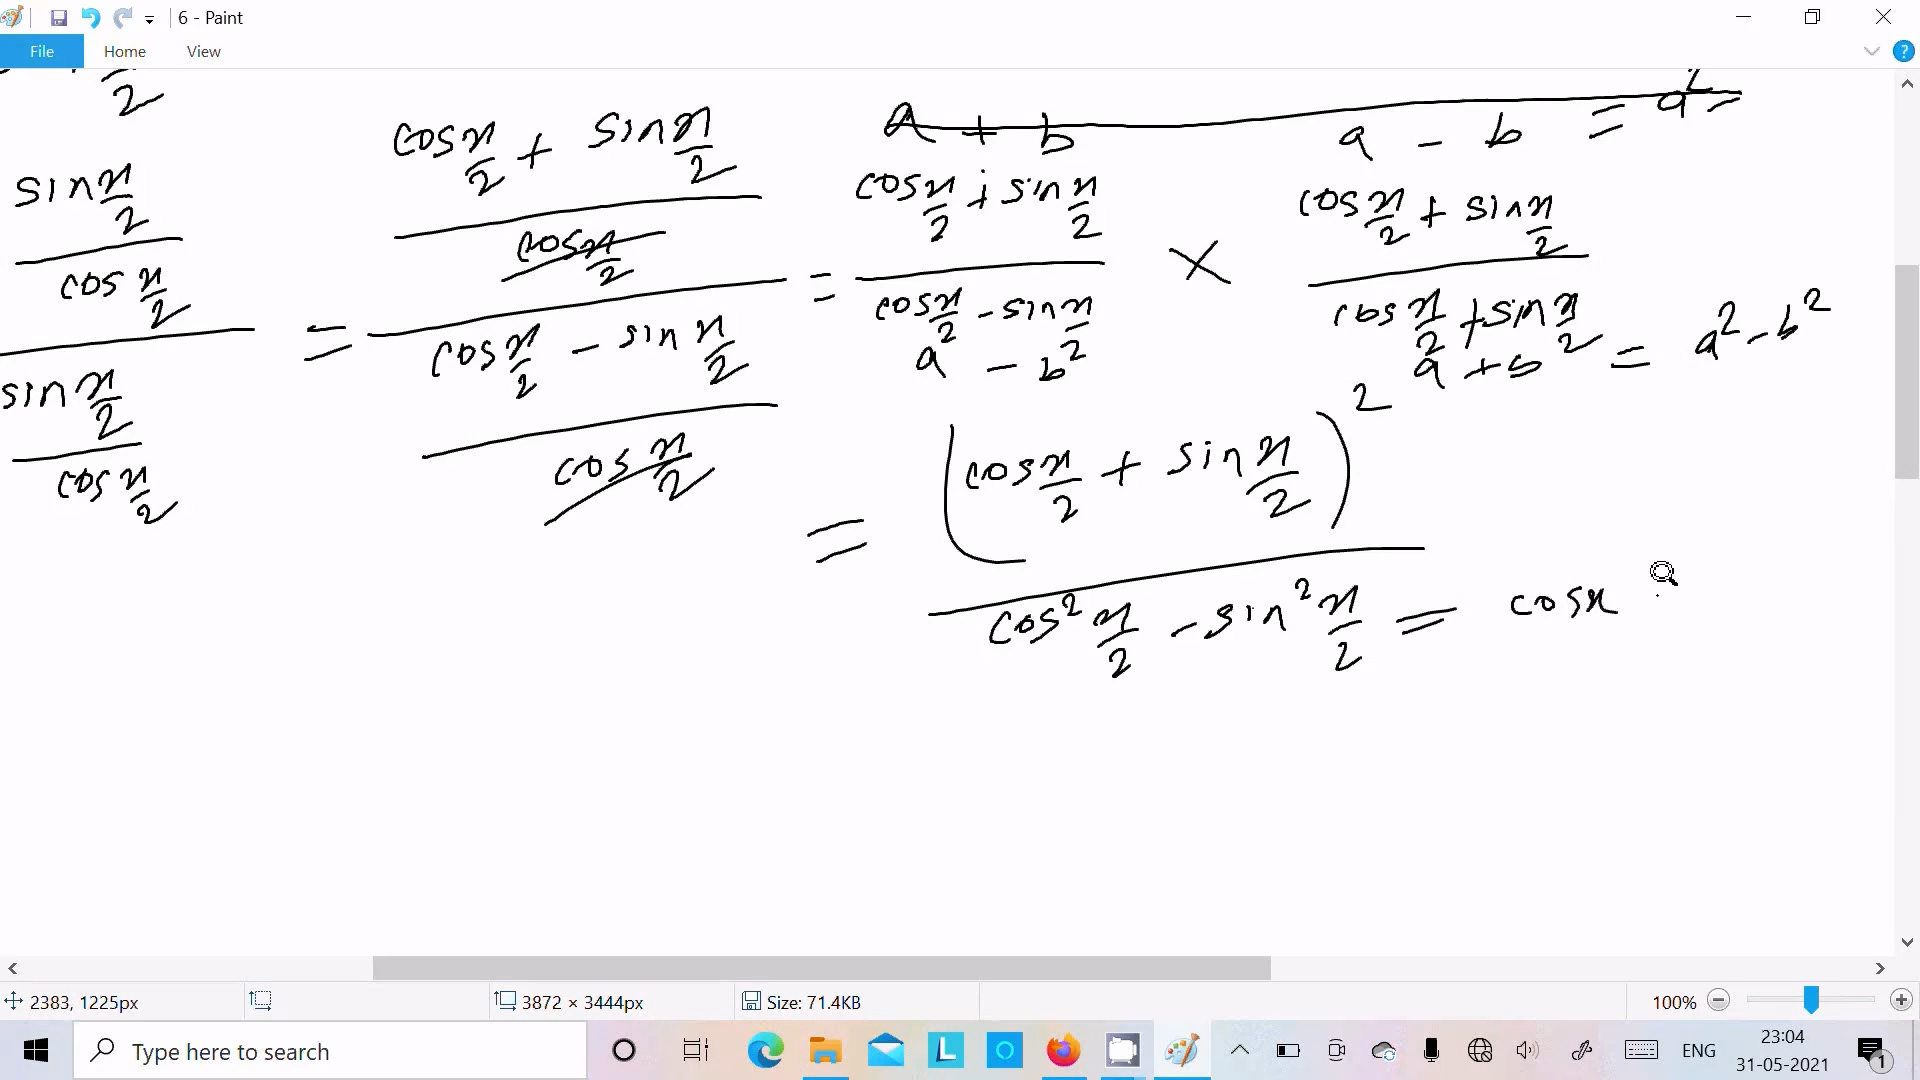 6 - Paint
File Home View
2
cos x/2 + sin x/2
a + b
a - b = a²-
sin x/2
cos x/2 + sin x/2
cos x/2 + sin x/2
cos x/2
×
cos x/2
=
=
cos x/2 - sin x/2
cos x/2 - sin x/2
cos x/2 + sin x/2
a² - b²
a + b = a² - b²
sin x/2
cos x/2
cos x/2
= (cos x/2 + sin x/2)²
cos² x/2 - sin² x/2 = cosx
2383, 1225px
3872 × 3444px
Size: 71.4KB
100%
Type here to search
ENG
23:04
31-05-2021
1